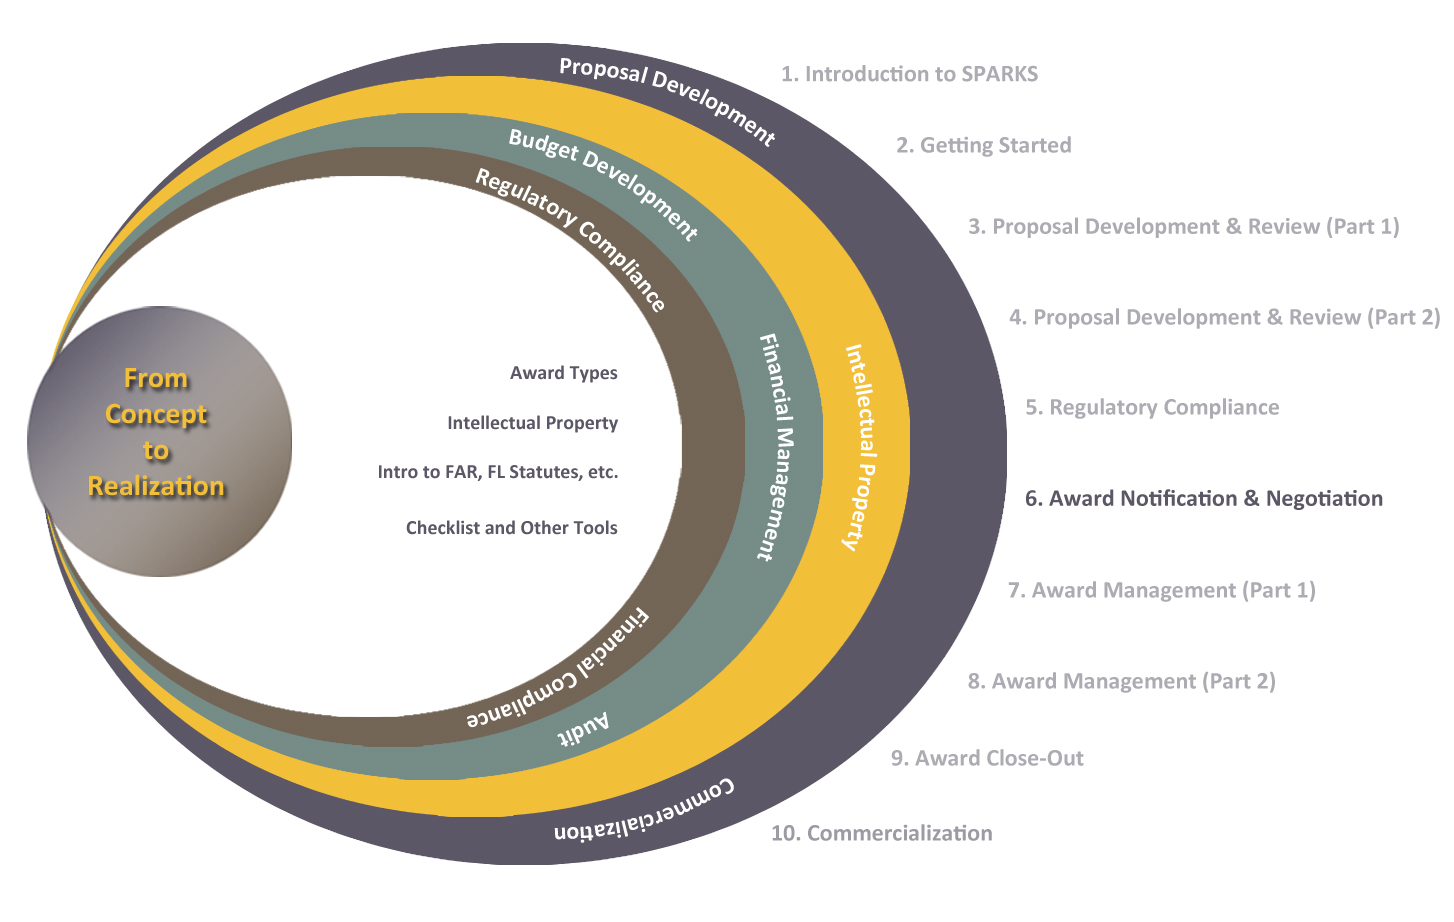 Proposal Development
Budget Development
Regulatory Compliance
Financial Management
Intellectual Property
Financial Compliance
Audit
Commercialization
From
Concept
to
Realization
Award Types
Intellectual Property
Intro to FAR, FL Statutes, etc.
Checklist and Other Tools
1. Introduction to SPARKS
2. Getting Started
3. Proposal Development & Review (Part 1)
4. Proposal Development & Review (Part 2)
5. Regulatory Compliance
6. Award Notification & Negotiation
7. Award Management (Part 1)
8. Award Management (Part 2)
9. Award Close-Out
10. Commercialization